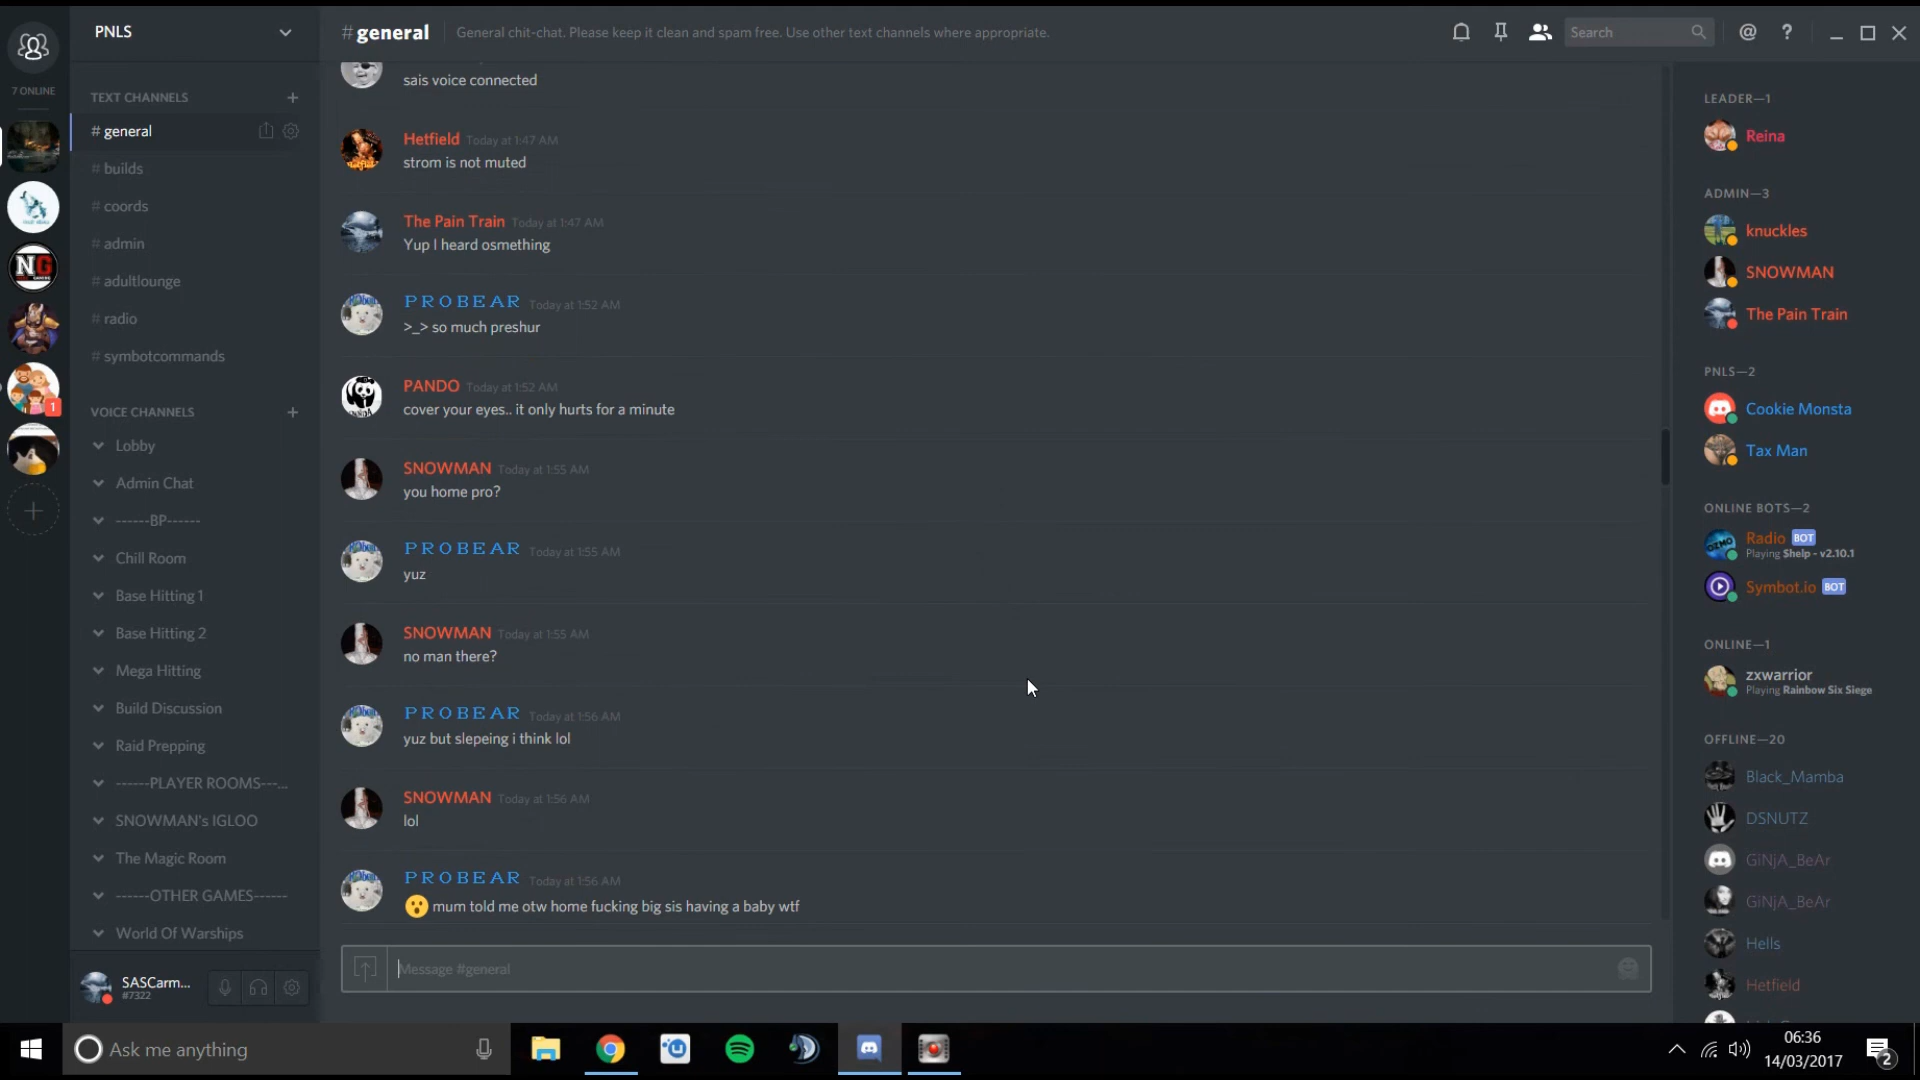 PNLS
7 ONLINE
TEXT CHANNELS
# general
# builds
# coords
# admin
# adultlounge
# radio
# symbotcommands
VOICE CHANNELS
Lobby
Admin Chat
------BP------
Chill Room
Base Hitting 1
Base Hitting 2
Mega Hitting
Build Discussion
Raid Prepping
------PLAYER ROOMS---...
SNOWMAN's IGLOO
The Magic Room
------OTHER GAMES------
World Of Warships
SASCarm...
#7322
NG
1
#general
General chit-chat. Please keep it clean and spam free. Use other text channels where appropriate.
Search
sais voice connected
Hetfield Today at 1:47 AM
strom is not muted
The Pain Train Today at 1:47 AM
Yup I heard osmething
PROBEAR Today at 1:52 AM
>_> so much preshur
PANDO Today at 1:52 AM
cover your eyes.. it only hurts for a minute
SNOWMAN Today at 1:55 AM
you home pro?
PROBEAR Today at 1:55 AM
yuz
SNOWMAN Today at 1:55 AM
no man there?
PROBEAR Today at 1:56 AM
yuz but slepeing i think lol
SNOWMAN Today at 1:56 AM
lol
PROBEAR Today at 1:56 AM
😮 mum told me otw home fucking big sis having a baby wtf
Message #general
LEADER—1
Reina
ADMIN—3
knuckles
SNOWMAN
The Pain Train
PNLS—2
Cookie Monsta
Tax Man
ONLINE BOTS—2
Radio BOT
Playing $help - v2.10.1
Symbot.io BOT
ONLINE—1
zxwarrior
Playing Rainbow Six Siege
OFFLINE—20
Black_Mamba
DSNUTZ
GiNjA_BeAr
GiNjA_BeAr
Hells
Hetfield
Ask me anything
06:36
14/03/2017
2